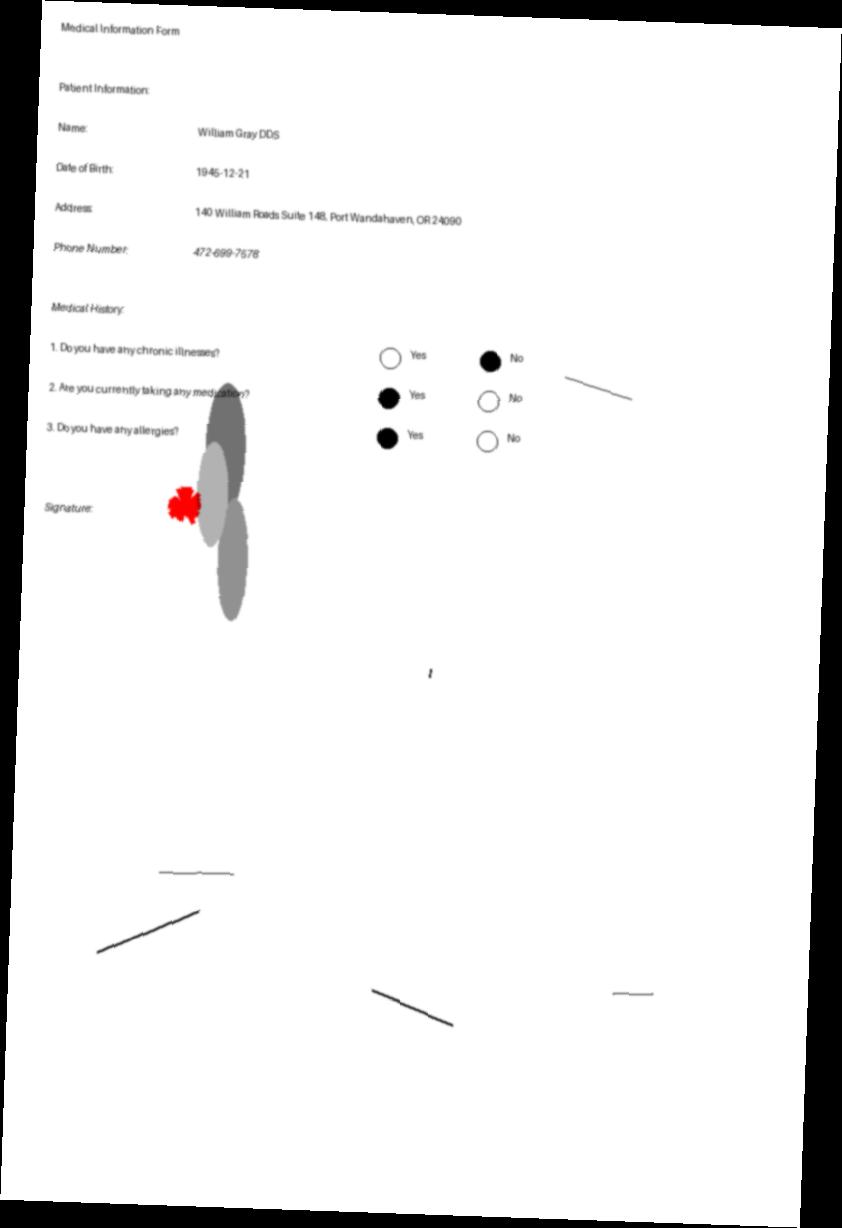 Medical Information Form
Patient Information:
Name: William Gray DDS
Date of Birth: 1945-12-21
Address: 140 William Roads Suite 148, Port Wandahaven, OR 24090
Phone Number: 472-699-7578
Medical History:
1. Do you have any chronic illnesses? Yes No
2. Are you currently taking any medication? Yes No
3. Do you have any allergies? Yes No
Signature: